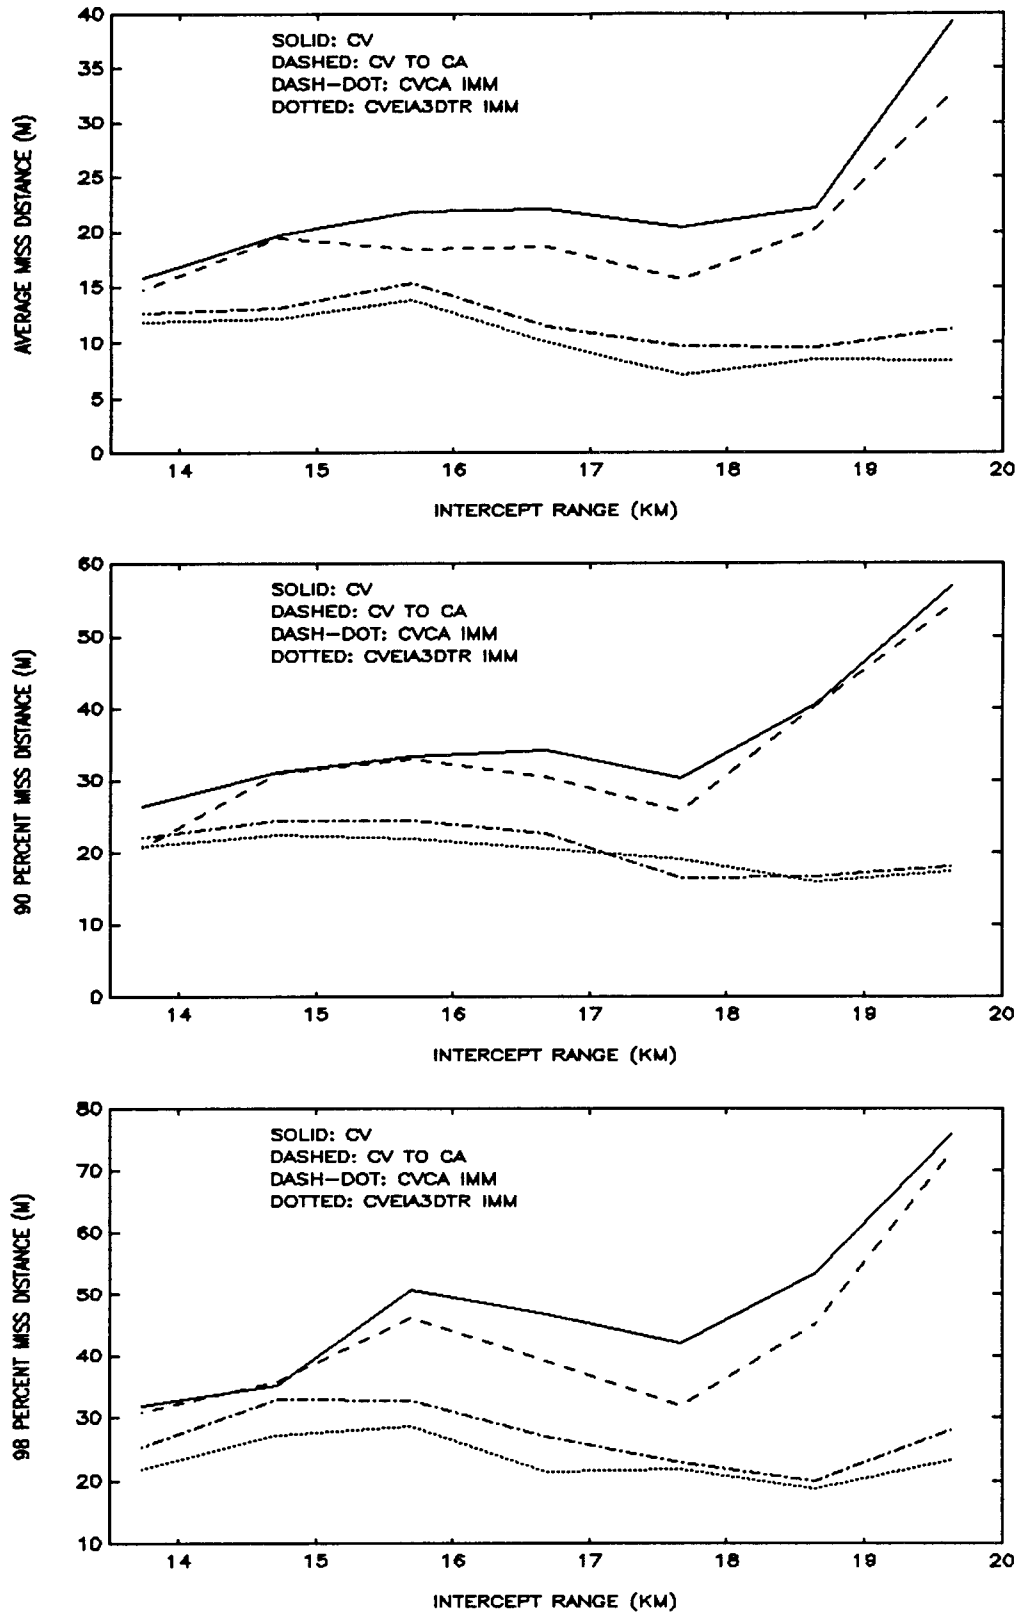 40
35
30
25
20
15
10
5
0
AVERAGE MISS DISTANCE (M)
SOLID: CV
DASHED: CV TO CA
DASH-DOT: CVCA IMM
DOTTED: CVEIA3DTR IMM
14 15 16 17 18 19 20
INTERCEPT RANGE (KM)
60
50
40
30
20
10
0
90 PERCENT MISS DISTANCE (M)
SOLID: CV
DASHED: CV TO CA
DASH-DOT: CVCA IMM
DOTTED: CVEIA3DTR IMM
14 15 16 17 18 19 20
INTERCEPT RANGE (KM)
80
70
60
50
40
30
20
10
98 PERCENT MISS DISTANCE (M)
SOLID: CV
DASHED: CV TO CA
DASH-DOT: CVCA IMM
DOTTED: CVEIA3DTR IMM
14 15 16 17 18 19 20
INTERCEPT RANGE (KM)